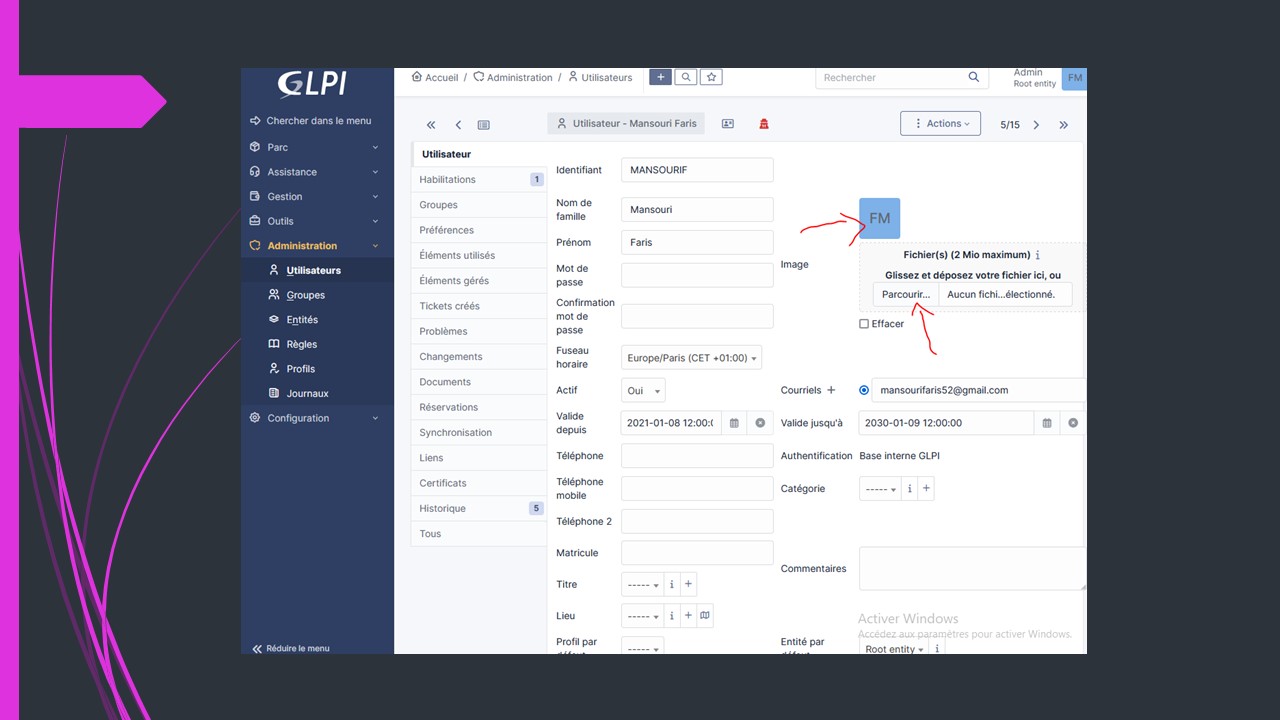 GLPI
Accueil / Administration / Utilisateurs
Rechercher
Admin
Root entity
FM
Chercher dans le menu
Parc
Assistance
Gestion
Outils
Administration
Utilisateurs
Groupes
Entités
Règles
Profils
Journaux
Configuration
Réduire le menu
Utilisateur - Mansouri Faris
Actions
5/15
Utilisateur
Habilitations 1
Groupes
Préférences
Éléments utilisés
Éléments gérés
Tickets créés
Problèmes
Changements
Documents
Réservations
Synchronisation
Liens
Certificats
Historique 5
Tous
Identifiant MANSOURIF
Nom de
famille Mansouri
Prénom Faris
Mot de
passe
Confirmation
mot de
passe
Fuseau
horaire Europe/Paris (CET +01:00)
Actif Oui
Valide
depuis 2021-01-08 12:00:(
Téléphone
Téléphone
mobile
Téléphone 2
Matricule
Titre -----
Lieu -----
Profil par
défaut -----
Image
FM
Fichier(s) (2 Mio maximum)
Glissez et déposez votre fichier ici, ou
Parcourir... Aucun fichi...électionné.
Effacer
Courriels + mansourifaris52@gmail.com
Valide jusqu'à 2030-01-09 12:00:00
Authentification Base interne GLPI
Catégorie -----
Commentaires
Activer Windows
Accédez aux paramètres pour activer Windows.
Entité par
défaut Root entity